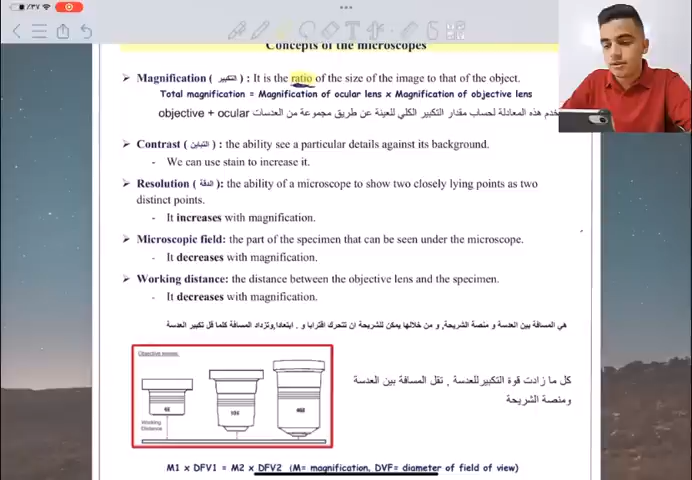 ٪٣٧
Concepts of the microscopes
➤ Magnification ( التكبير ) : It is the ratio of the size of the image to that of the object.
Total magnification = Magnification of ocular lens x Magnification of objective lens
خدم هذه المعادلة لحساب مقدار التكبير الكلي للعينة عن طريق مجموعة من العدسات objective + ocular
➤ Contrast ( التباين ) : the ability see a particular details against its background.
- We can use stain to increase it.
➤ Resolution ( الدقة ): the ability of a microscope to show two closely lying points as two
distinct points.
- It increases with magnification.
➤ Microscopic field: the part of the specimen that can be seen under the microscope.
- It decreases with magnification.
➤ Working distance: the distance between the objective lens and the specimen.
- It decreases with magnification.
هي المسافة بين العدسة و منصة الشريحة, و من خلالها يمكن للشريحة ان تتحرك اقترابا و . ابتعادا,وتزداد المسافة كلما قل تكبير العدسة
كل ما زادت قوة التكبير للعدسة , تقل المسافة بين العدسة
ومنصة الشريحة
Working
Distance
M1 x DFV1 = M2 x DFV2 (M= magnification, DVF= diameter of field of view)